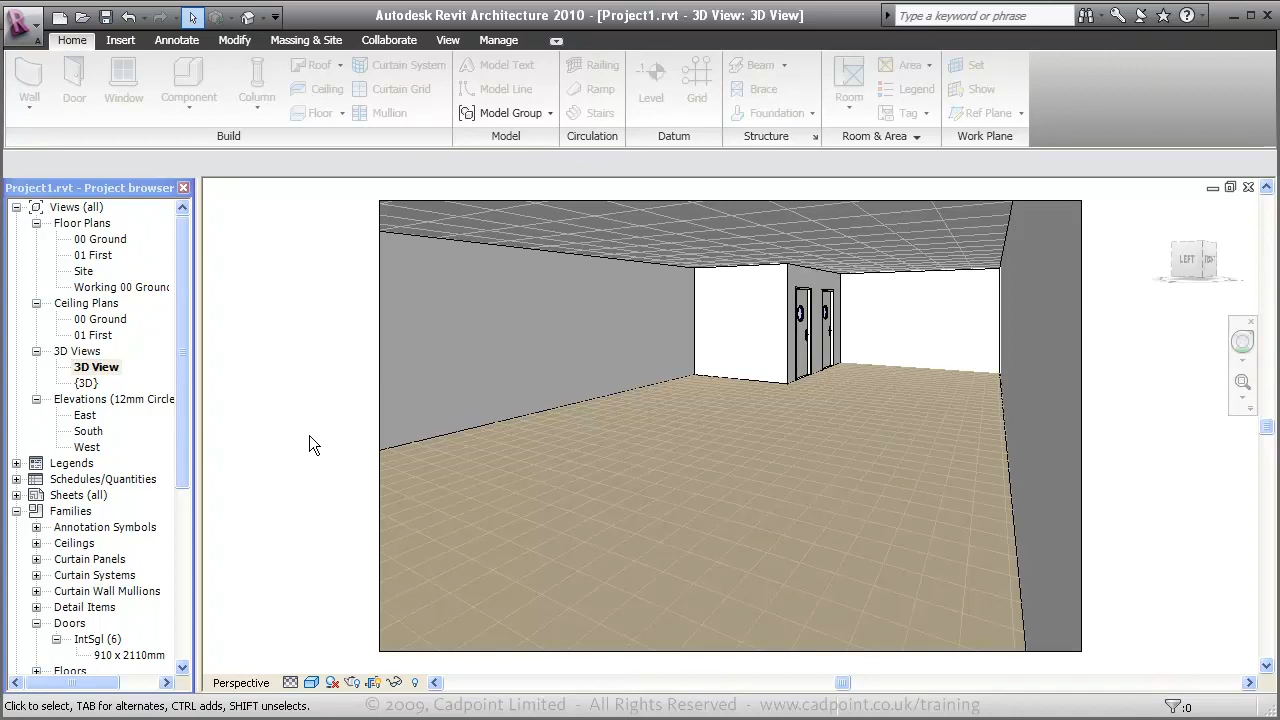 Autodesk Revit Architecture 2010 - [Project1.rvt - 3D View: 3D View]
Type a keyword or phrase
Home Insert Annotate Modify Massing & Site Collaborate View Manage
Wall Door Window Component Column Roof Ceiling Floor Curtain System Curtain Grid Mullion
Model Text Model Line Model Group
Railing Ramp Stairs
Level Grid
Beam Brace Foundation
Room Area Legend Tag
Set Show Ref Plane
Build Model Circulation Datum Structure Room & Area Work Plane
Project1.rvt - Project browser
Views (all)
Floor Plans
00 Ground
01 First
Site
Working 00 Ground
Ceiling Plans
00 Ground
01 First
3D Views
3D View
{3D}
Elevations (12mm Circle
East
South
West
Legends
Schedules/Quantities
Sheets (all)
Families
Annotation Symbols
Ceilings
Curtain Panels
Curtain Systems
Curtain Wall Mullions
Detail Items
Doors
IntSgl (6)
910 x 2110mm
Floors
LEFT
Perspective
Click to select, TAB for alternates, CTRL adds, SHIFT unselects.
© 2009, Cadpoint Limited - All Rights Reserved - www.cadpoint.co.uk/training
:0